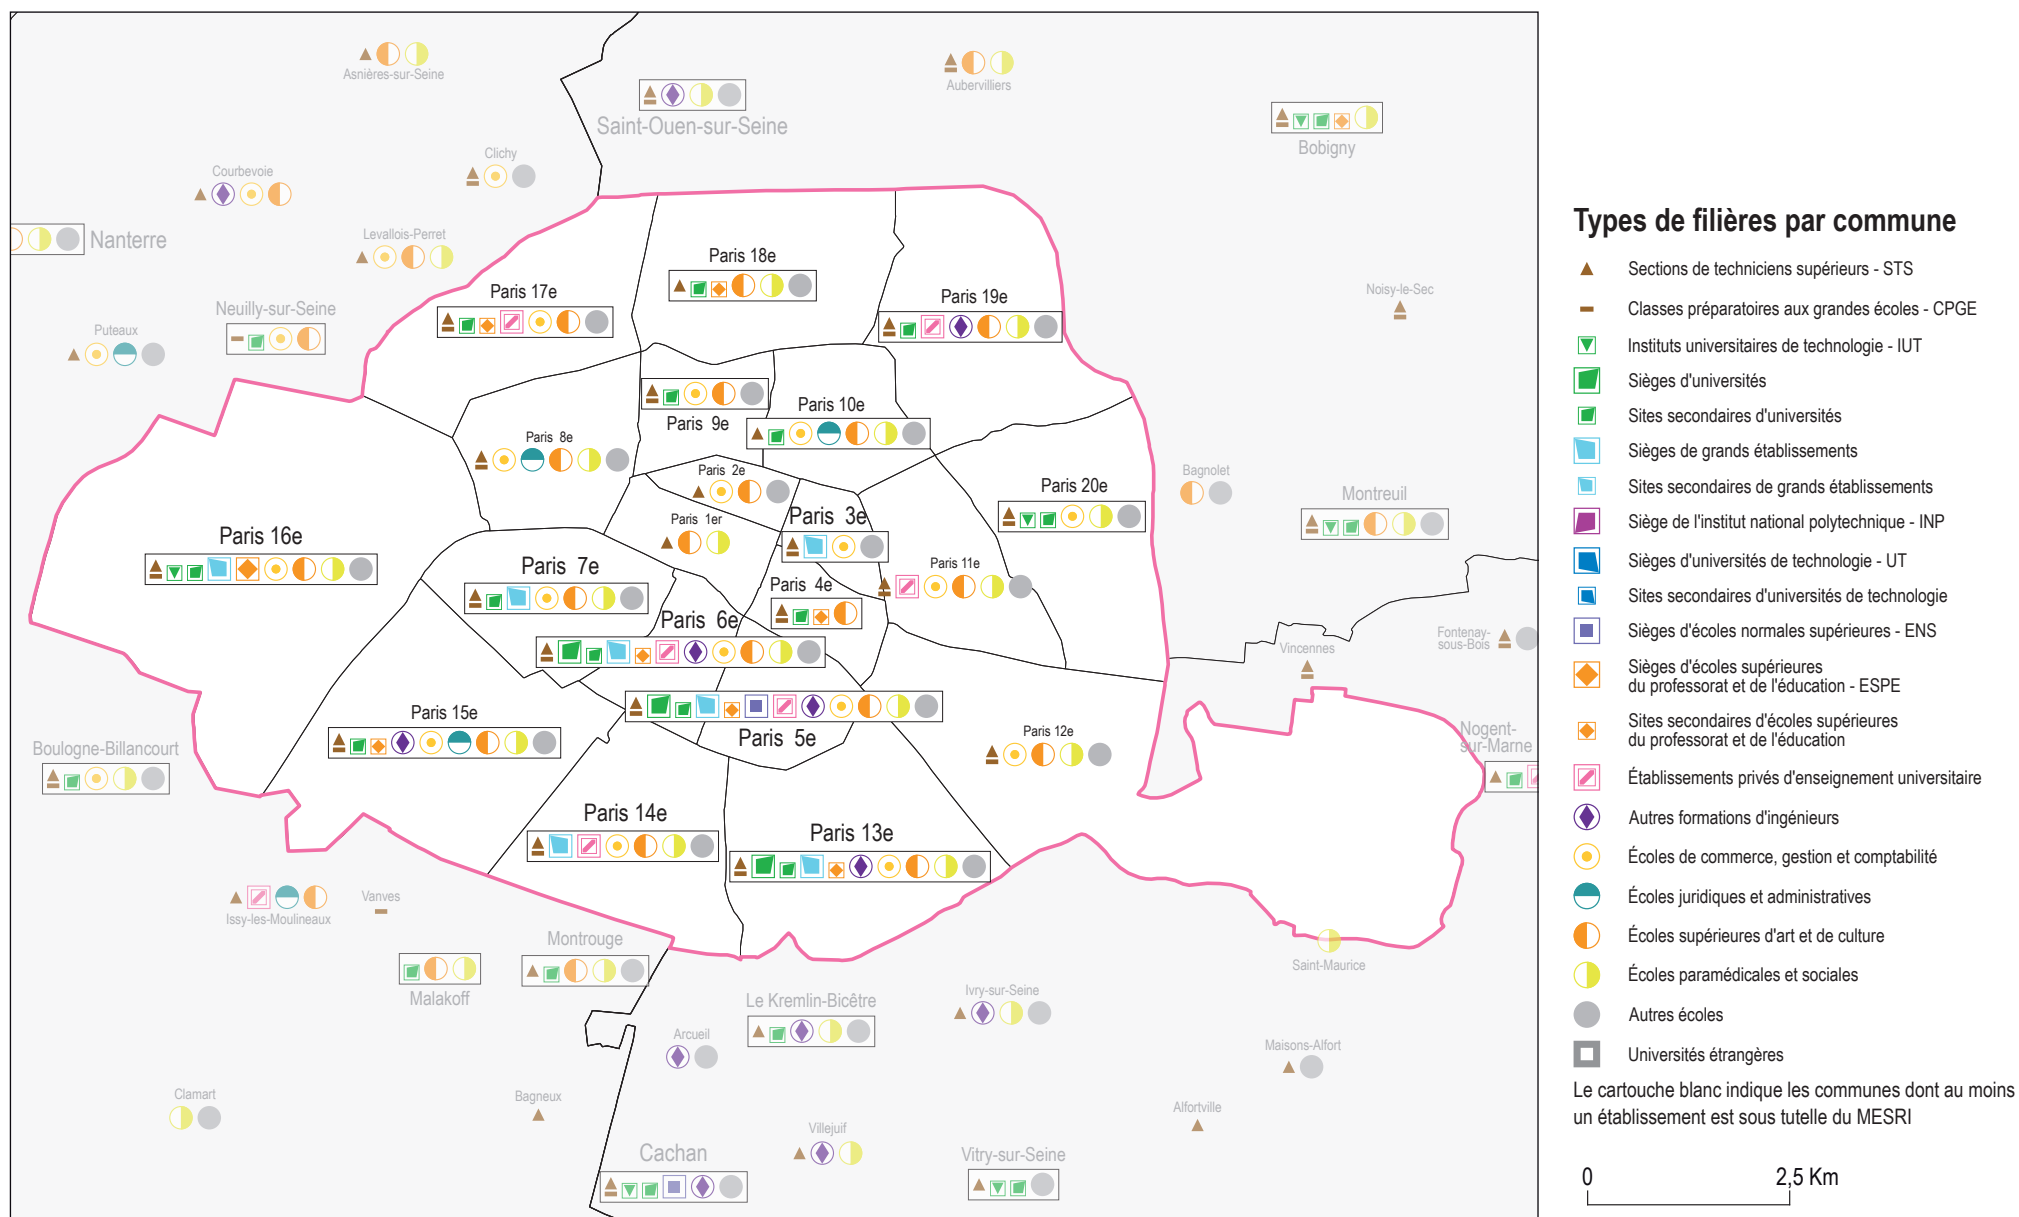 Asnières-sur-Seine
Aubervilliers
Saint-Ouen-sur-Seine
Bobigny
Clichy
Courbevoie
Nanterre
Levallois-Perret
Neuilly-sur-Seine
Puteaux
Noisy-le-Sec
Paris 18e
Paris 17e
Paris 19e
Paris 9e
Paris 10e
Paris 8e
Paris 2e
Paris 1er
Paris 3e
Paris 20e
Bagnolet
Montreuil
Paris 16e
Paris 7e
Paris 11e
Paris 4e
Paris 6e
Fontenay-
sous-Bois
Vincennes
Paris 15e
Paris 5e
Paris 12e
Nogent-
sur-Marne
Boulogne-Billancourt
Paris 14e
Paris 13e
Issy-les-Moulineaux
Vanves
Montrouge
Malakoff
Saint-Maurice
Le Kremlin-Bicêtre
Ivry-sur-Seine
Arcueil
Maisons-Alfort
Clamart
Bagneux
Alfortville
Villejuif
Cachan
Vitry-sur-Seine
Types de filières par commune
Sections de techniciens supérieurs - STS
Classes préparatoires aux grandes écoles - CPGE
Instituts universitaires de technologie - IUT
Sièges d'universités
Sites secondaires d'universités
Sièges de grands établissements
Sites secondaires de grands établissements
Siège de l'institut national polytechnique - INP
Sièges d'universités de technologie - UT
Sites secondaires d'universités de technologie
Sièges d'écoles normales supérieures - ENS
Sièges d'écoles supérieures
du professorat et de l'éducation - ESPE
Sites secondaires d'écoles supérieures
du professorat et de l'éducation
Établissements privés d'enseignement universitaire
Autres formations d'ingénieurs
Écoles de commerce, gestion et comptabilité
Écoles juridiques et administratives
Écoles supérieures d'art et de culture
Écoles paramédicales et sociales
Autres écoles
Universités étrangères
Le cartouche blanc indique les communes dont au moins
un établissement est sous tutelle du MESRI
0 2,5 Km